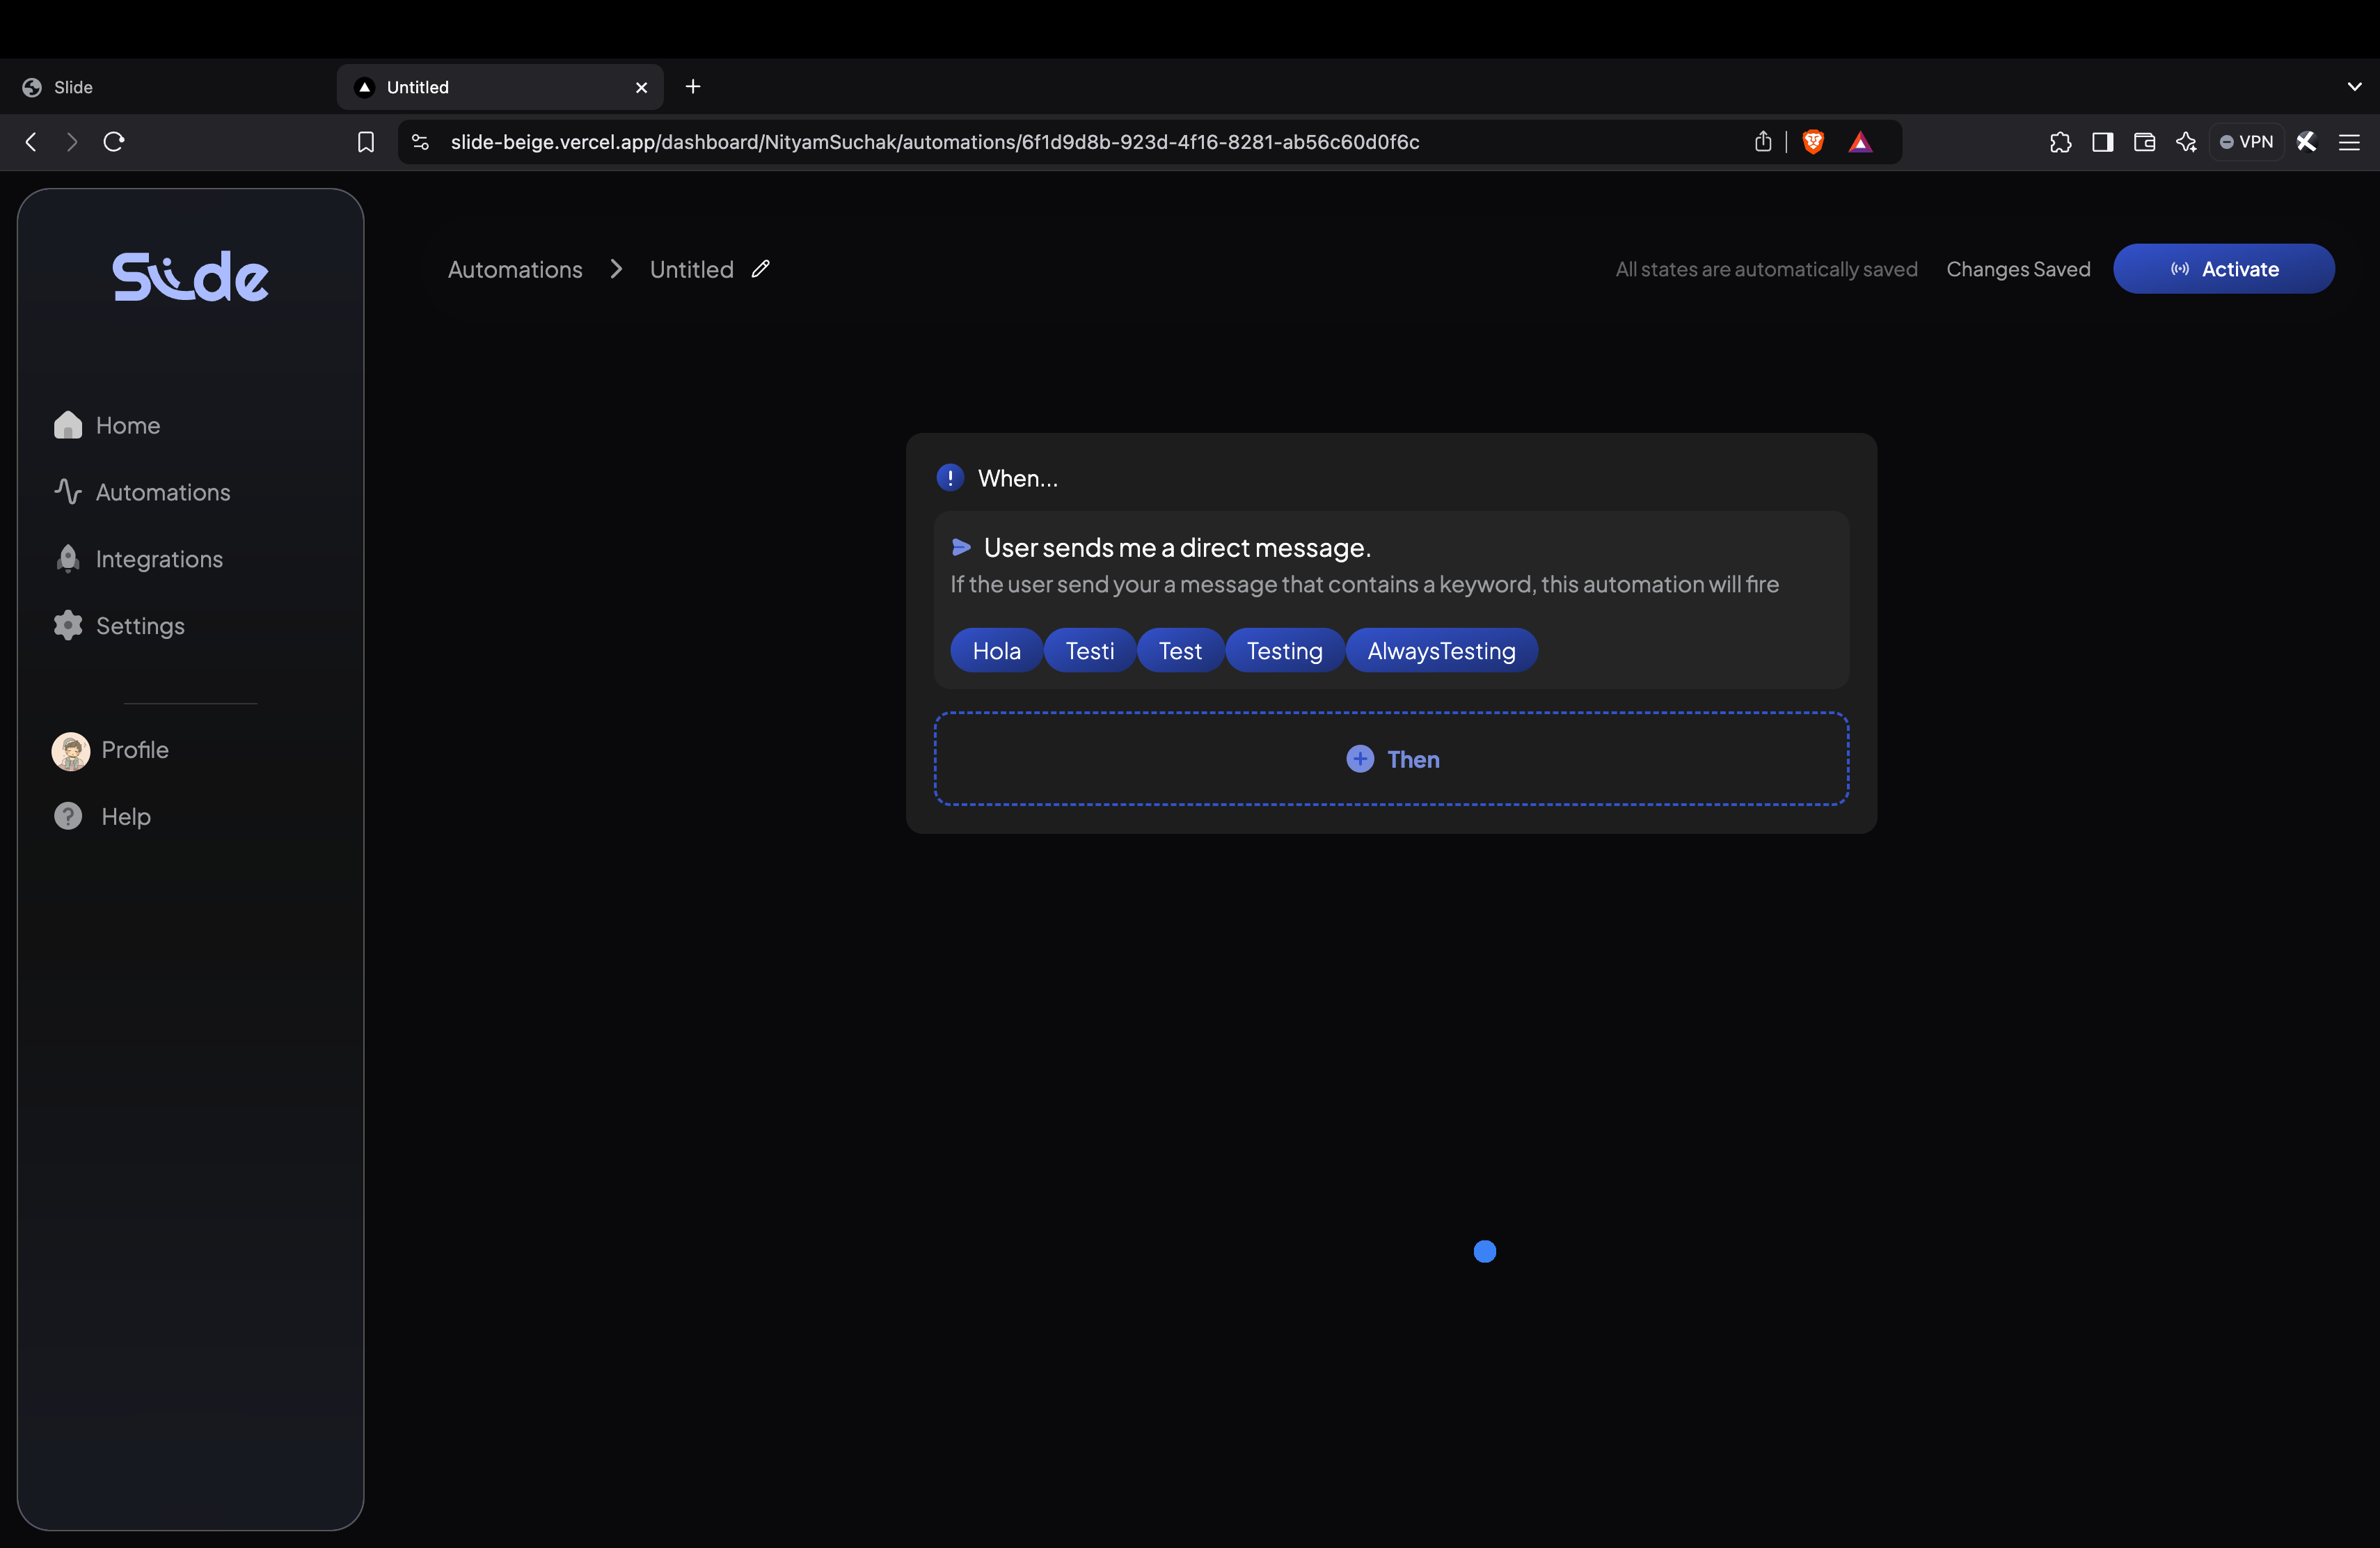 Slide
Untitled
slide-beige.vercel.app/dashboard/NityamSuchak/automations/6f1d9d8b-923d-4f16-8281-ab56c60d0f6c
VPN
Slide
Automations
Untitled
All states are automatically saved
Changes Saved
Activate
Home
Automations
Integrations
Settings
Profile
Help
When...
User sends me a direct message.
If the user send your a message that contains a keyword, this automation will fire
Hola Testi Test Testing AlwaysTesting
Then